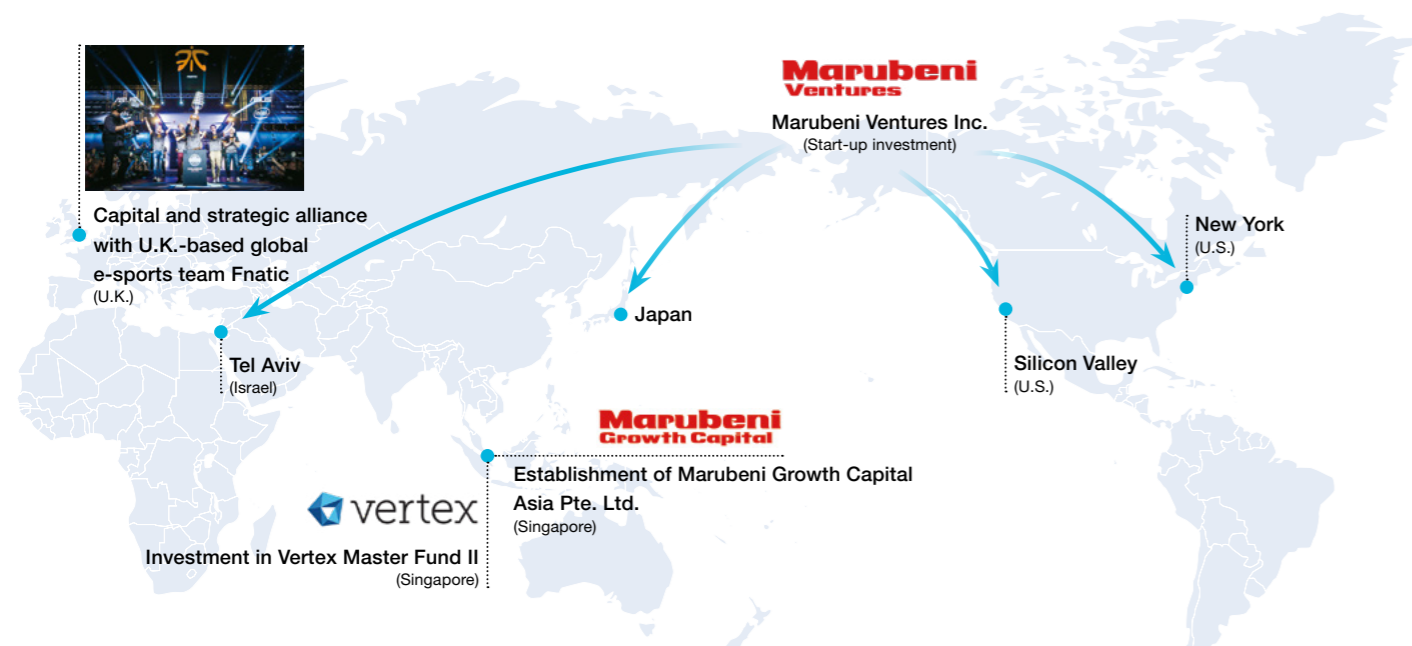 Marubeni
Ventures
Marubeni Ventures Inc.
(Start-up investment)
Capital and strategic alliance
with U.K.-based global
e-sports team Fnatic
(U.K.)
New York
(U.S.)
Japan
Tel Aviv
(Israel)
Silicon Valley
(U.S.)
Marubeni
Growth Capital
Establishment of Marubeni Growth Capital
Asia Pte. Ltd.
(Singapore)
vertex
Investment in Vertex Master Fund II
(Singapore)